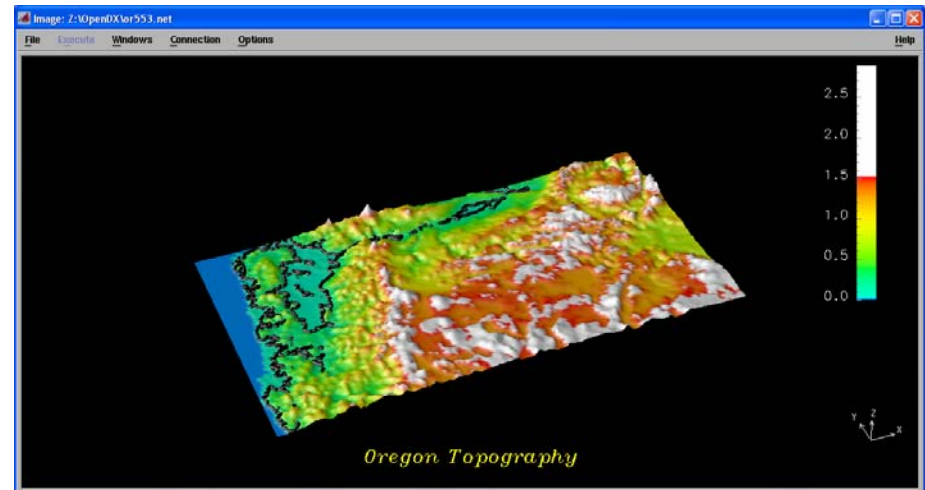 Image: Z:\OpenDX\or553.net
File Execute Windows Connection Options Help
2.5
2.0
1.5
1.0
0.5
0.0
Y Z X
Oregon Topography